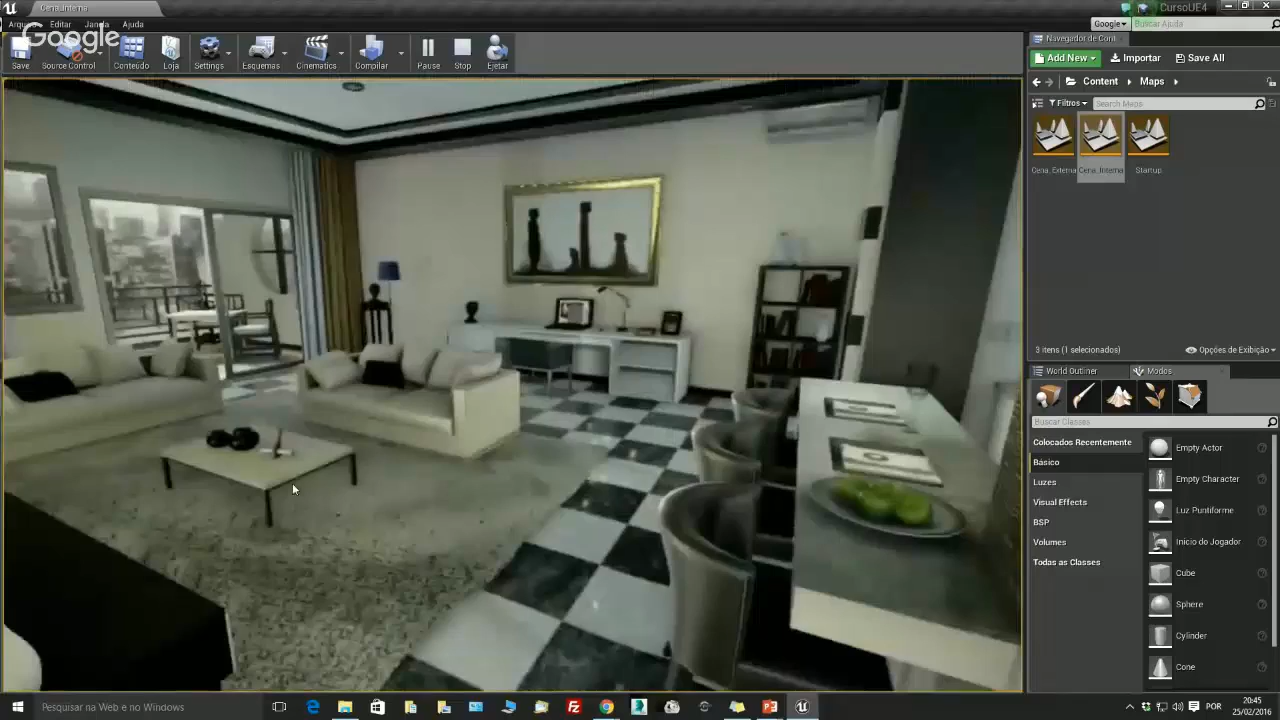 Cena_Interna
CursoUE4
Editar
Janela
Ajuda
Google
Google
Buscar Ajuda
Save
Source Control
Conteúdo
Loja
Settings
Esquemas
Cinematics
Compilar
Pause
Stop
Ejetar
Navegador de Cont
Add New
Importar
Save All
Content
Maps
Filtros
Search Maps
Cena_Externa
Cena_Interna
Startup
3 itens (1 selecionados)
Opções de Exibição
World Outliner
Modos
Buscar Classes
Colocados Recentemente
Básico
Luzes
Visual Effects
BSP
Volumes
Todas as Classes
Empty Actor
Empty Character
Luz Puntiforme
Início do Jogador
Cube
Sphere
Cylinder
Cone
Pesquisar na Web e no Windows
POR
20:45
25/02/2016